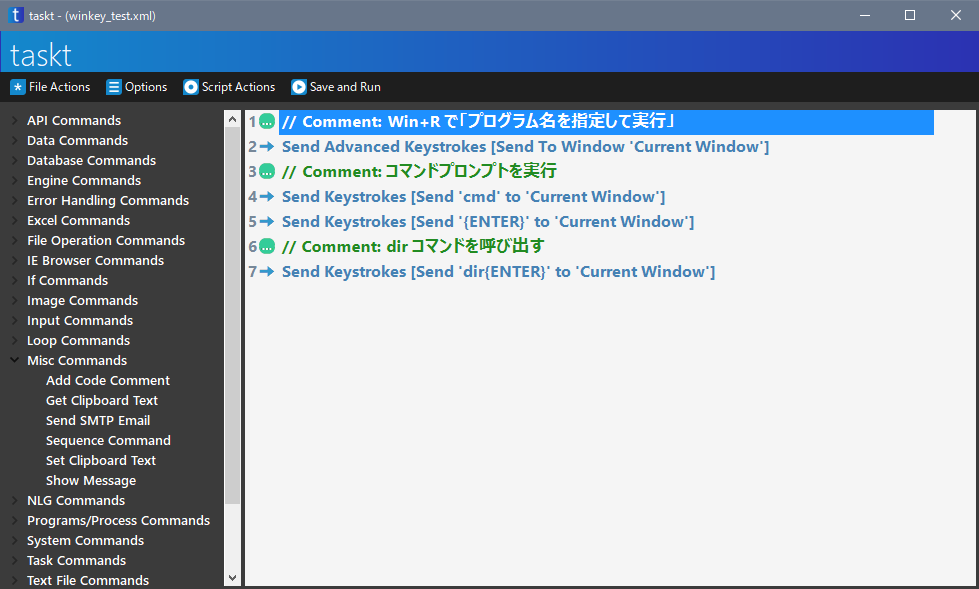 taskt - (winkey_test.xml)
taskt
File Actions Options Script Actions Save and Run
API Commands
Data Commands
Database Commands
Engine Commands
Error Handling Commands
Excel Commands
File Operation Commands
IE Browser Commands
If Commands
Image Commands
Input Commands
Loop Commands
Misc Commands
Add Code Comment
Get Clipboard Text
Send SMTP Email
Sequence Command
Set Clipboard Text
Show Message
NLG Commands
Programs/Process Commands
System Commands
Task Commands
Text File Commands
1 // Comment: Win+R で「プログラム名を指定して実行」
2 Send Advanced Keystrokes [Send To Window 'Current Window']
3 // Comment: コマンドプロンプトを実行
4 Send Keystrokes [Send 'cmd' to 'Current Window']
5 Send Keystrokes [Send '{ENTER}' to 'Current Window']
6 // Comment: dir コマンドを呼び出す
7 Send Keystrokes [Send 'dir{ENTER}' to 'Current Window']